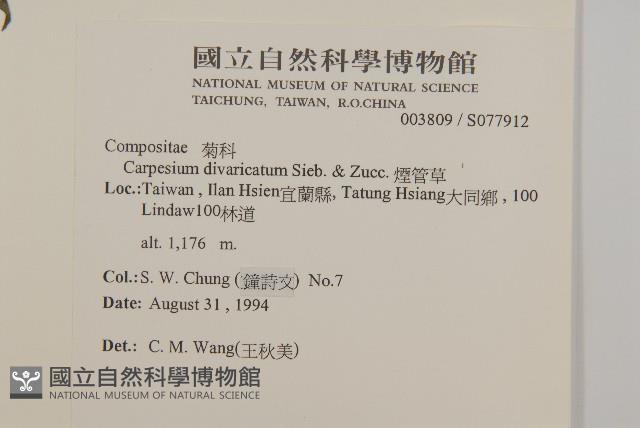 國立自然科學博物館
NATIONAL MUSEUM OF NATURAL SCIENCE
TAICHUNG, TAIWAN, R.O.CHINA
003809 / S077912
Compositae 菊科
Carpesium divaricatum Sieb. & Zucc. 煙管草
Loc.:Taiwan , Ilan Hsien宜蘭縣, Tatung Hsiang大同鄉 , 100
Lindaw100林道
alt. 1,176 m.
Col.:S. W. Chung (鐘詩文) No.7
Date: August 31 , 1994
Det.: C. M. Wang(王秋美)
國立自然科學博物館
NATIONAL MUSEUM OF NATURAL SCIENCE